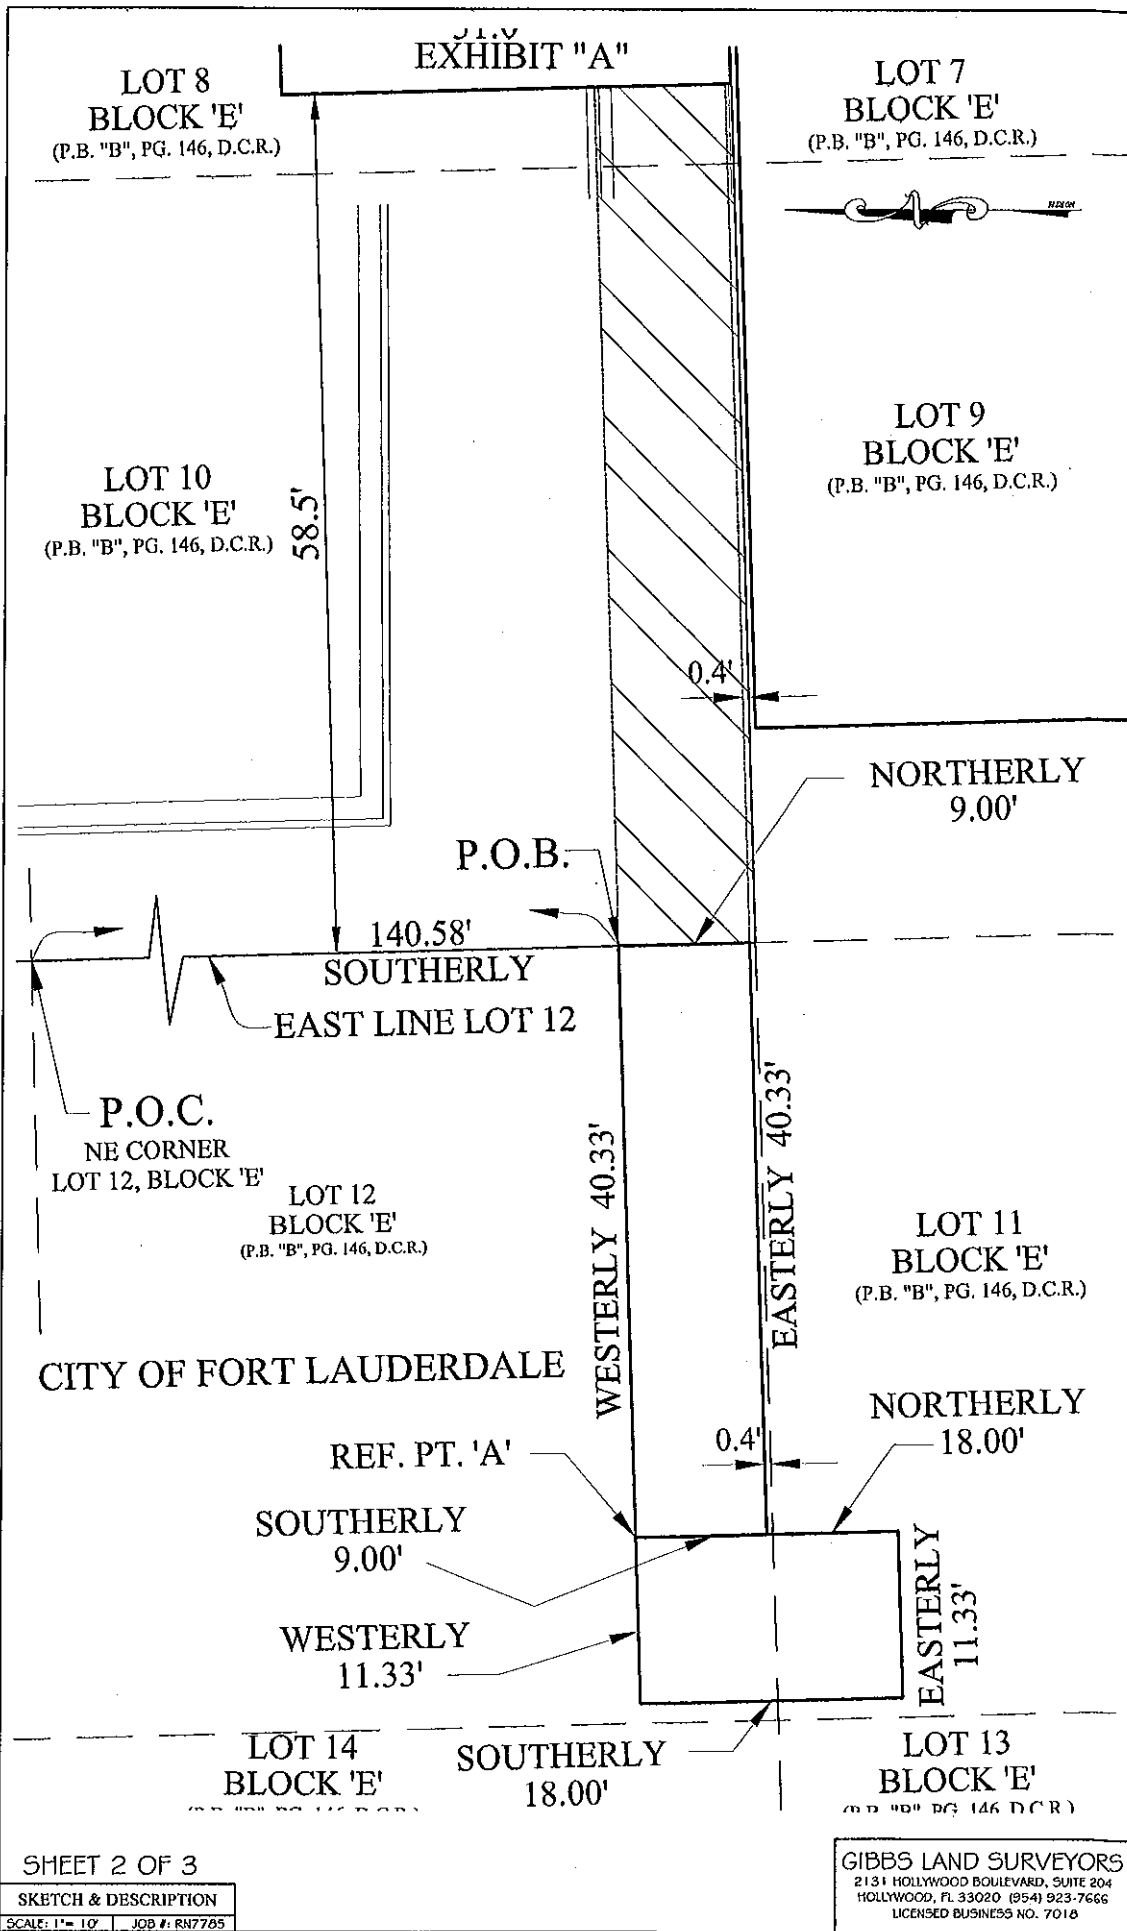 EXHIBIT "A"
LOT 8
BLOCK 'E'
(P.B. "B", PG. 146, D.C.R.)
LOT 7
BLOCK 'E'
(P.B. "B", PG. 146, D.C.R.)
LOT 10
BLOCK 'E'
(P.B. "B", PG. 146, D.C.R.)
58.5'
LOT 9
BLOCK 'E'
(P.B. "B", PG. 146, D.C.R.)
0.4'
NORTHERLY
9.00'
P.O.B.
140.58'
SOUTHERLY
EAST LINE LOT 12
P.O.C.
NE CORNER
LOT 12, BLOCK 'E'
LOT 12
BLOCK 'E'
(P.B. "B", PG. 146, D.C.R.)
WESTERLY 40.33'
EASTERLY 40.33'
LOT 11
BLOCK 'E'
(P.B. "B", PG. 146, D.C.R.)
CITY OF FORT LAUDERDALE
NORTHERLY
18.00'
REF. PT. 'A'
0.4'
SOUTHERLY
9.00'
EASTERLY
11.33'
WESTERLY
11.33'
LOT 14
BLOCK 'E'
SOUTHERLY
18.00'
LOT 13
BLOCK 'E'
(P.B. "B", PG. 146, D.C.R.)
SHEET 2 OF 3
SKETCH & DESCRIPTION
SCALE: 1"= 10' JOB #: RN7785
GIBBS LAND SURVEYORS
2131 HOLLYWOOD BOULEVARD, SUITE 204
HOLLYWOOD, FL 33020 (954) 923-7666
LICENSED BUSINESS NO. 7018